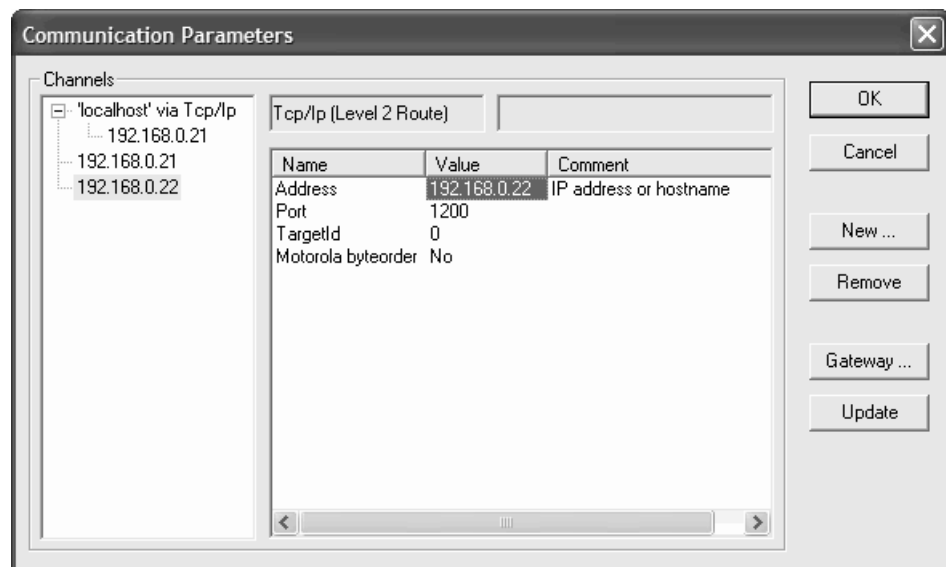 Communication Parameters
Channels
'localhost' via Tcp/Ip
192.168.0.21
192.168.0.21
192.168.0.22
Tcp/Ip (Level 2 Route)
Name Value Comment
Address 192.168.0.22 IP address or hostname
Port 1200
TargetId 0
Motorola byteorder No
OK
Cancel
New ...
Remove
Gateway ...
Update